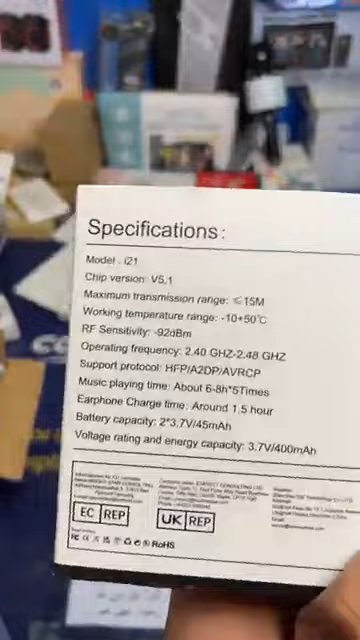 Specifications:
Model . i21
Chip version: V5.1
Maximum transmission range: ≤15M
Working temperature range: -10+50℃
RF Sensitivity: -92dBm
Operating frequency: 2.40 GHZ-2.48 GHZ
Support protocol: HFP/A2DP/AVRCP
Music playing time: About 6-8h*5Times
Earphone Charge time: Around 1.5 hour
Battery capacity: 2*3.7V/45mAh
Voltage rating and energy capacity: 3.7V/400mAh
EC REP
UK REP
RoHS